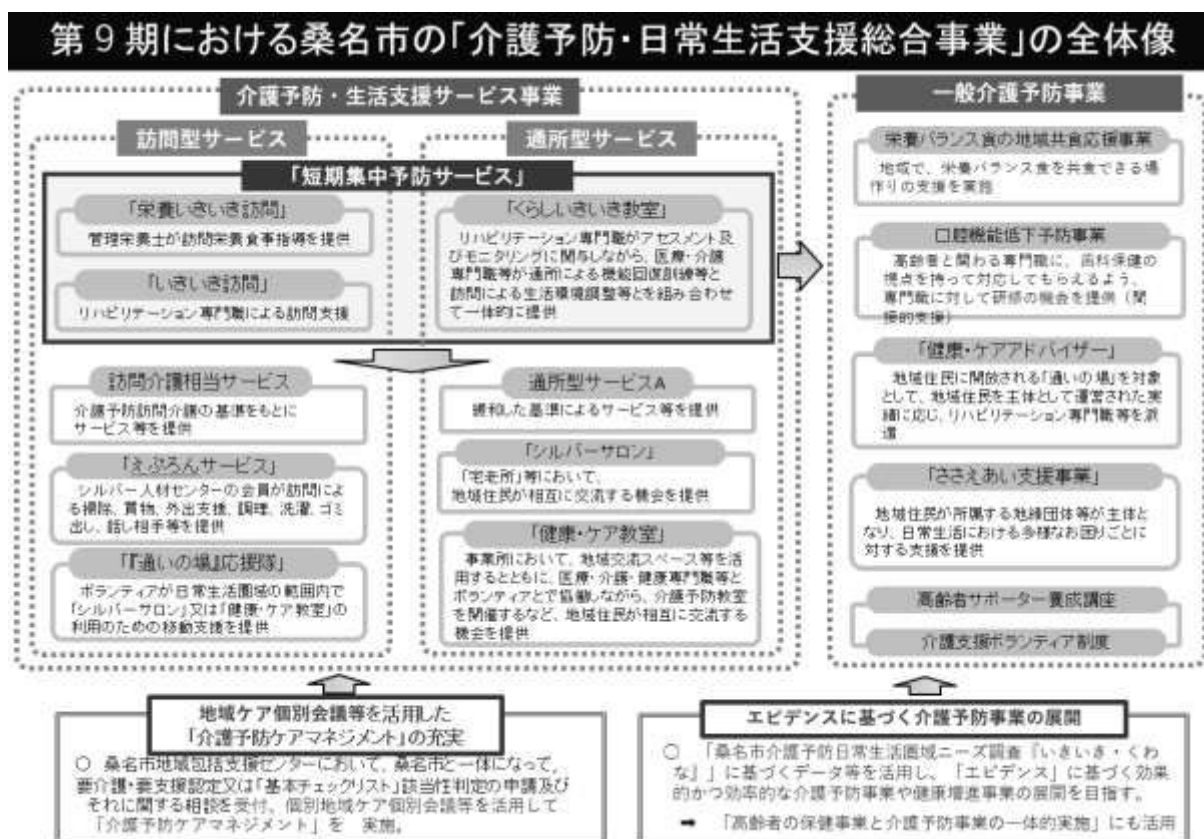 第9期における桑名市の「介護予防・日常生活支援総合事業」の全体像
介護予防・生活支援サービス事業
訪問型サービス
通所型サービス
「短期集中予防サービス」
「栄養いきいき訪問」
管理栄養士が訪問栄養食事指導を提供
「いきいき訪問」
リハビリテーション専門職による訪問支援
「くらしいきいき教室」
リハビリテーション専門職がアセスメント及
びモニタリングに関与しながら、医療・介護
専門職等が通所による機能回復訓練等と
訪問による生活環境調整等とを組み合わせ
て一体的に提供
訪問介護相当サービス
介護予防訪問介護の基準をもとに
サービス等を提供
「えぷろんサービス」
シルバー人材センターの会員が訪問によ
る掃除、買物、外出支援、調理、洗濯、ゴミ
出し、話し相手等を提供
「『通いの場』応援隊」
ボランティアが日常生活圏域の範囲内で
「シルバーサロン」又は「健康・ケア教室」の
利用のための移動支援を提供
通所型サービスA
緩和した基準によるサービス等を提供
「シルバーサロン」
「宅老所」等において、
地域住民が相互に交流する機会を提供
「健康・ケア教室」
事業所において、地域交流スペース等を活
用するとともに、医療・介護・健康専門職等と
ボランティアとで協働しながら、介護予防教室
を開催するなど、地域住民が相互に交流する
機会を提供
一般介護予防事業
栄養バランス食の地域共食応援事業
地域で、栄養バランス食を共食できる場
作りの支援を実施
口腔機能低下予防事業
高齢者と関わる専門職に、歯科保健の
視点を持って対応してもらえるよう、
専門職に対して研修の機会を提供（間
接的支援）
「健康・ケアアドバイザー」
地域住民に開放される「通いの場」を対象
として、地域住民を主体として運営された実
績に応じ、リハビリテーション専門職等を派
遣
「ささえあい支援事業」
地域住民が所属する地縁団体等が主体と
なり、日常生活における多様なお困りごとに
対する支援を提供
高齢者サポーター養成講座
介護支援ボランティア制度
地域ケア個別会議等を活用した
「介護予防ケアマネジメント」の充実
○ 桑名市地域包括支援センターにおいて、桑名市と一体になって、
要介護・要支援認定又は「基本チェックリスト」該当性判定の申請及び
それに関する相談を受付、個別地域ケア個別会議等を活用して
「介護予防ケアマネジメント」を 実施。
エビデンスに基づく介護予防事業の展開
○ 「桑名市介護予防日常生活圏域ニーズ調査『いきいき・くわ
な』」に基づくデータ等を活用し、「エビデンス」に基づく効果
的かつ効率的な介護予防事業や健康増進事業の展開を目指す。
➡ 「高齢者の保健事業と介護予防事業の一体的実施」にも活用